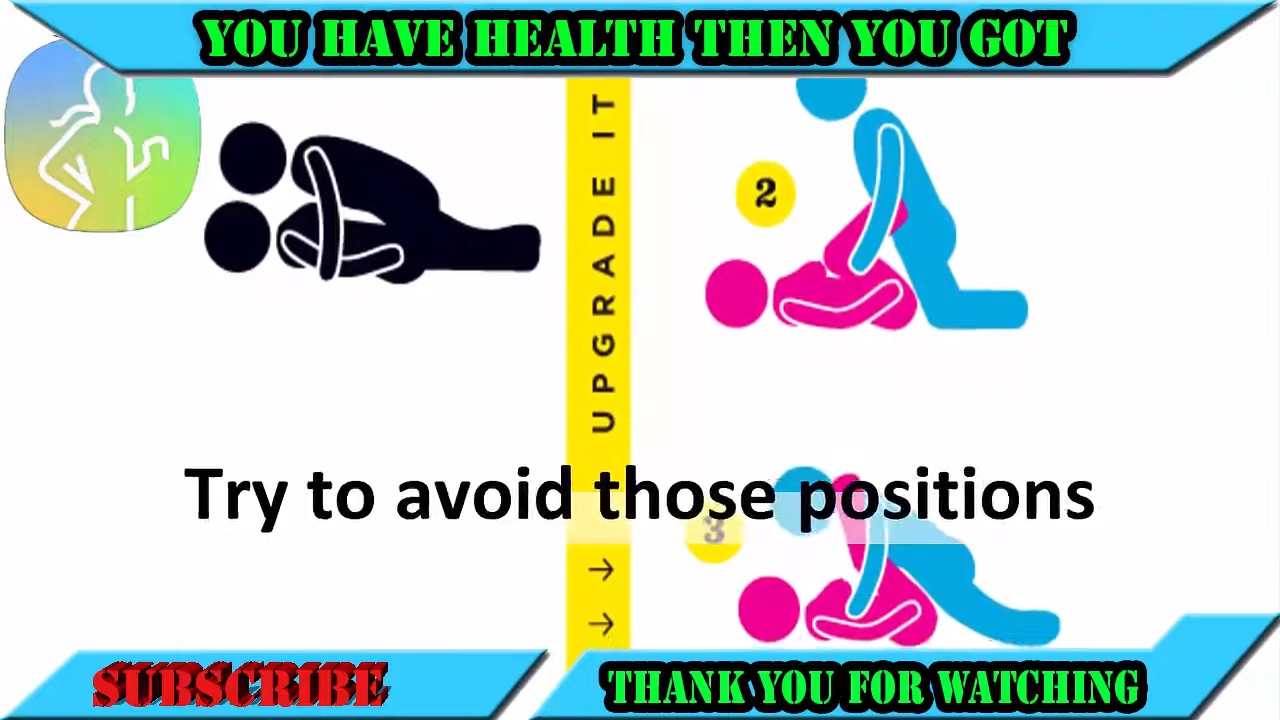 YOU HAVE HEALTH THEN YOU GOT
UPGRADE IT
2
Try to avoid those positions
3
→
→
SUBSCRIBE
THANK YOU FOR WATCHING